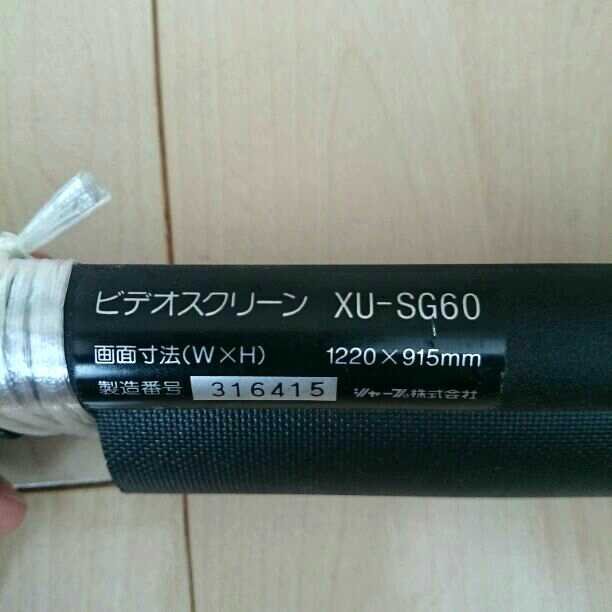 ビデオスクリーン XU-SG60
画面寸法(W×H) 1220×915mm
製造番号 316415 シャープ株式会社